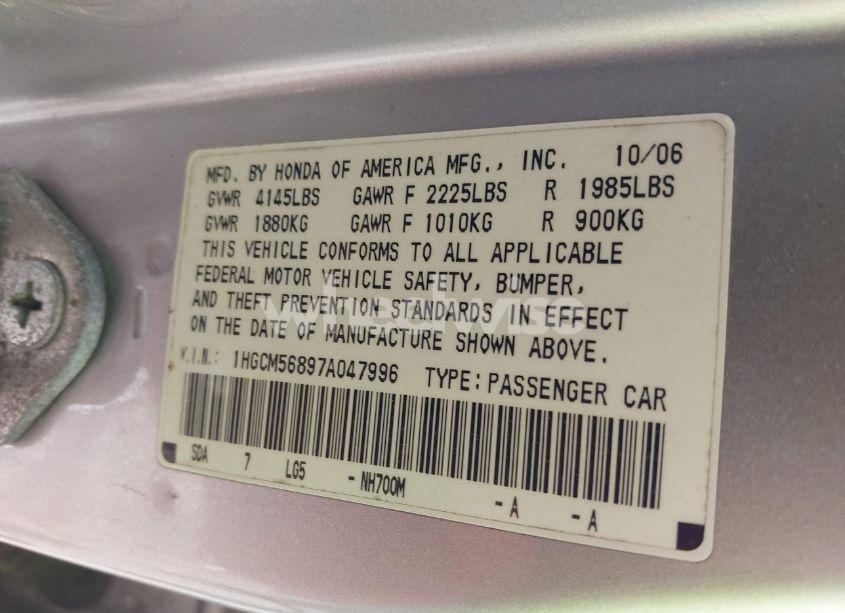 MFD. BY HONDA OF AMERICA MFG., INC. 10/06
GVWR 4145LBS GAWR F 2225LBS R 1985LBS
GVWR 1880KG GAWR F 1010KG R 900KG
THIS VEHICLE CONFORMS TO ALL APPLICABLE
FEDERAL MOTOR VEHICLE SAFETY, BUMPER,
AND THEFT PREVENTION STANDARDS IN EFFECT
ON THE DATE OF MANUFACTURE SHOWN ABOVE.
V.I.N.: 1HGCM56897A047996 TYPE: PASSENGER CAR
SDA 7 LG5 - NH700M - A - A
wheelwise